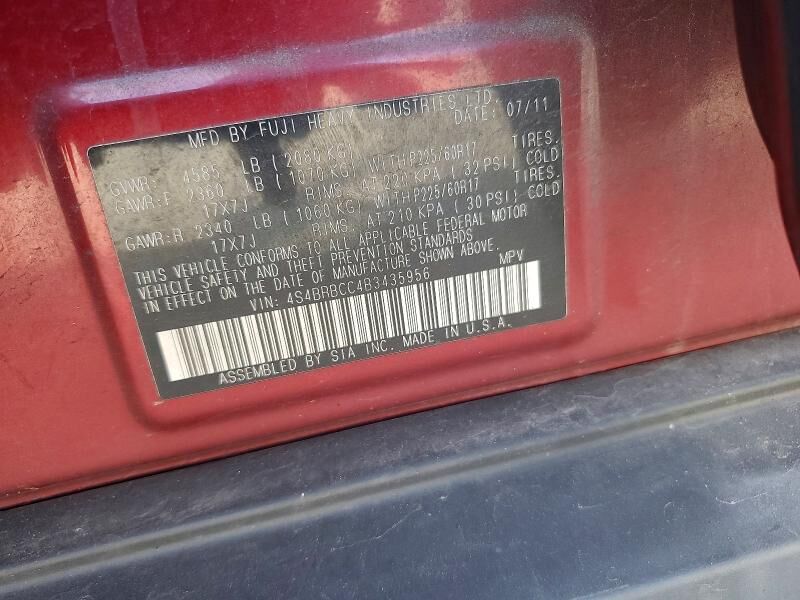 MFD BY FUJI HEAVY INDUSTRIES LTD.
DATE: 07/11
GVWR: 4585 LB (2080 KG)
GAWR:F 2360 LB (1070 KG) WITH P225/60R17 TIRES.
17X7J RIMS. AT 220 KPA (32 PSI) COLD
GAWR:R 2340 LB (1060 KG) WITH P225/60R17 TIRES.
17X7J RIMS. AT 210 KPA (30 PSI) COLD
THIS VEHICLE CONFORMS TO ALL APPLICABLE FEDERAL MOTOR
VEHICLE SAFETY AND THEFT PREVENTION STANDARDS
IN EFFECT ON THE DATE OF MANUFACTURE SHOWN ABOVE.
VIN: 4S4BRBCC4B3435956 MPV
ASSEMBLED BY SIA INC. MADE IN U.S.A.